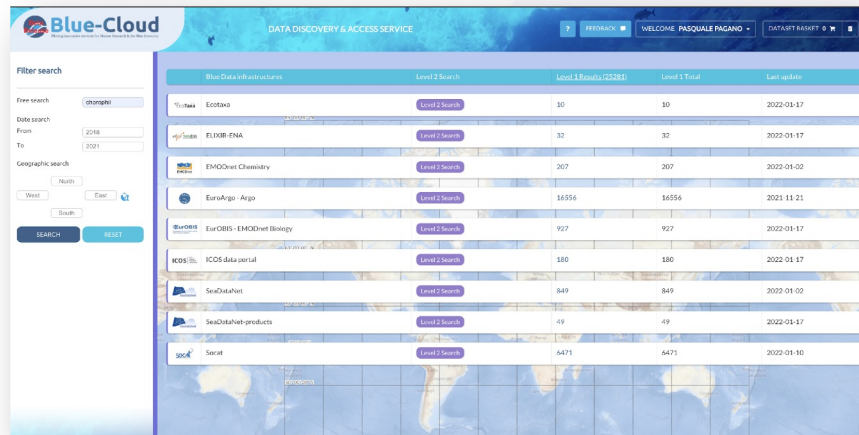 Blue-Cloud
DATA DISCOVERY & ACCESS SERVICE
?
FEEDBACK
WELCOME PASQUALE PAGANO
DATASET BASKET 0
Filter search
Free search
chorophil
Date search
From
2018
To
2021
Geographic search
North
West
East
South
SEARCH
RESET
Blue Data infrastructures Level 2 Search Level 1 Results (25281) Level 1 Total Last update
EcoTaxa Ecotaxa Level 2 Search 10 10 2022-01-17
ELIXIR-ENA Level 2 Search 32 32 2022-01-17
EMODnet Chemistry Level 2 Search 207 207 2022-01-02
EuroArgo - Argo Level 2 Search 16556 16556 2021-11-21
EurOBIS EurOBIS - EMODnet Biology Level 2 Search 927 927 2022-01-17
ICOS ICOS data portal Level 2 Search 180 180 2022-01-17
SeaDataNet Level 2 Search 849 849 2022-01-02
SeaDataNet-products Level 2 Search 49 49 2022-01-17
SOCAT Socat Level 2 Search 6471 6471 2022-01-10